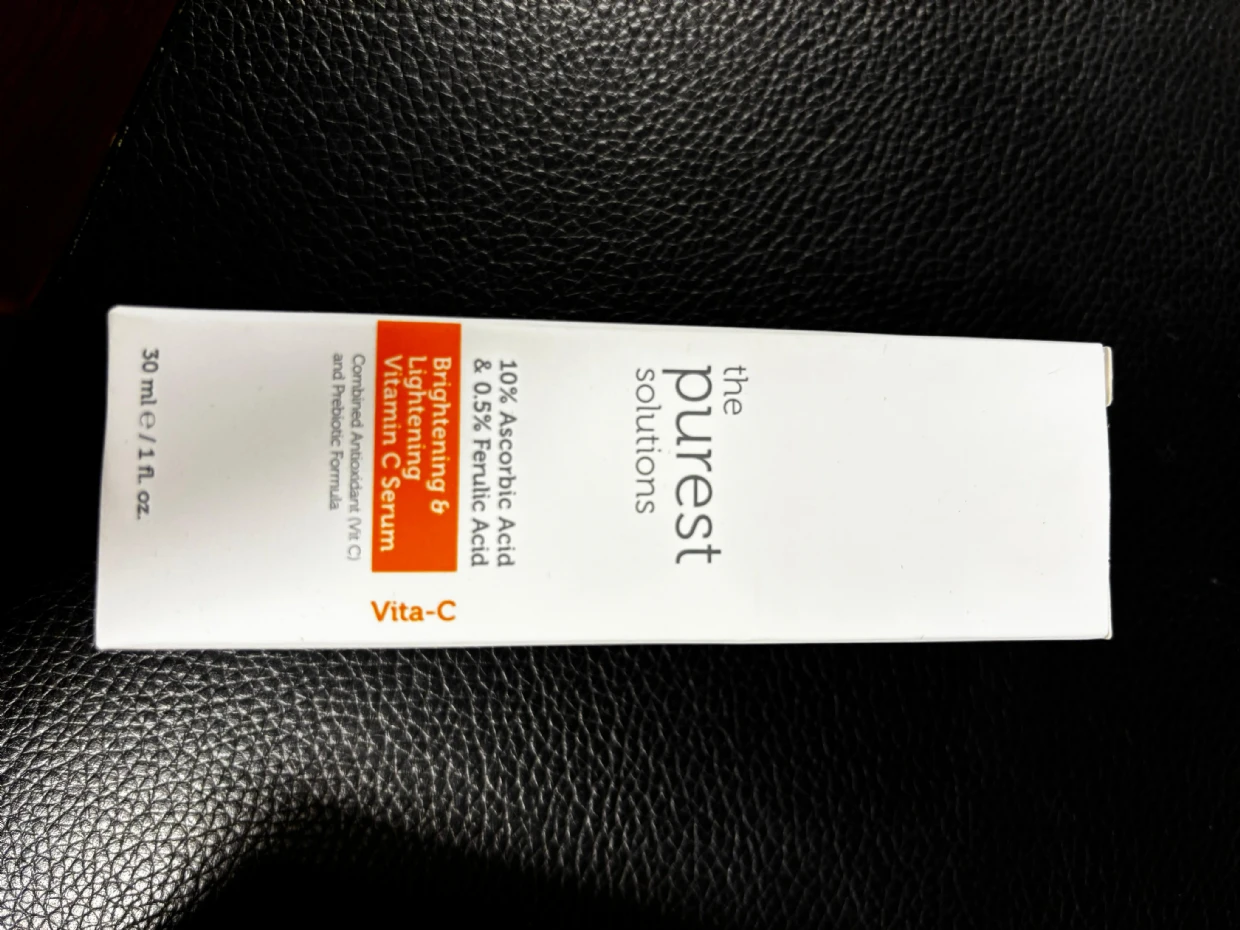 the
purest
solutions
10% Ascorbic Acid
& 0.5% Ferulic Acid
Brightening &
Lightening
Vitamin C Serum
Vita-C
Combined Antioxidant (Vit C)
and Prebiotic Formula
30 ml e / 1 fl. oz.